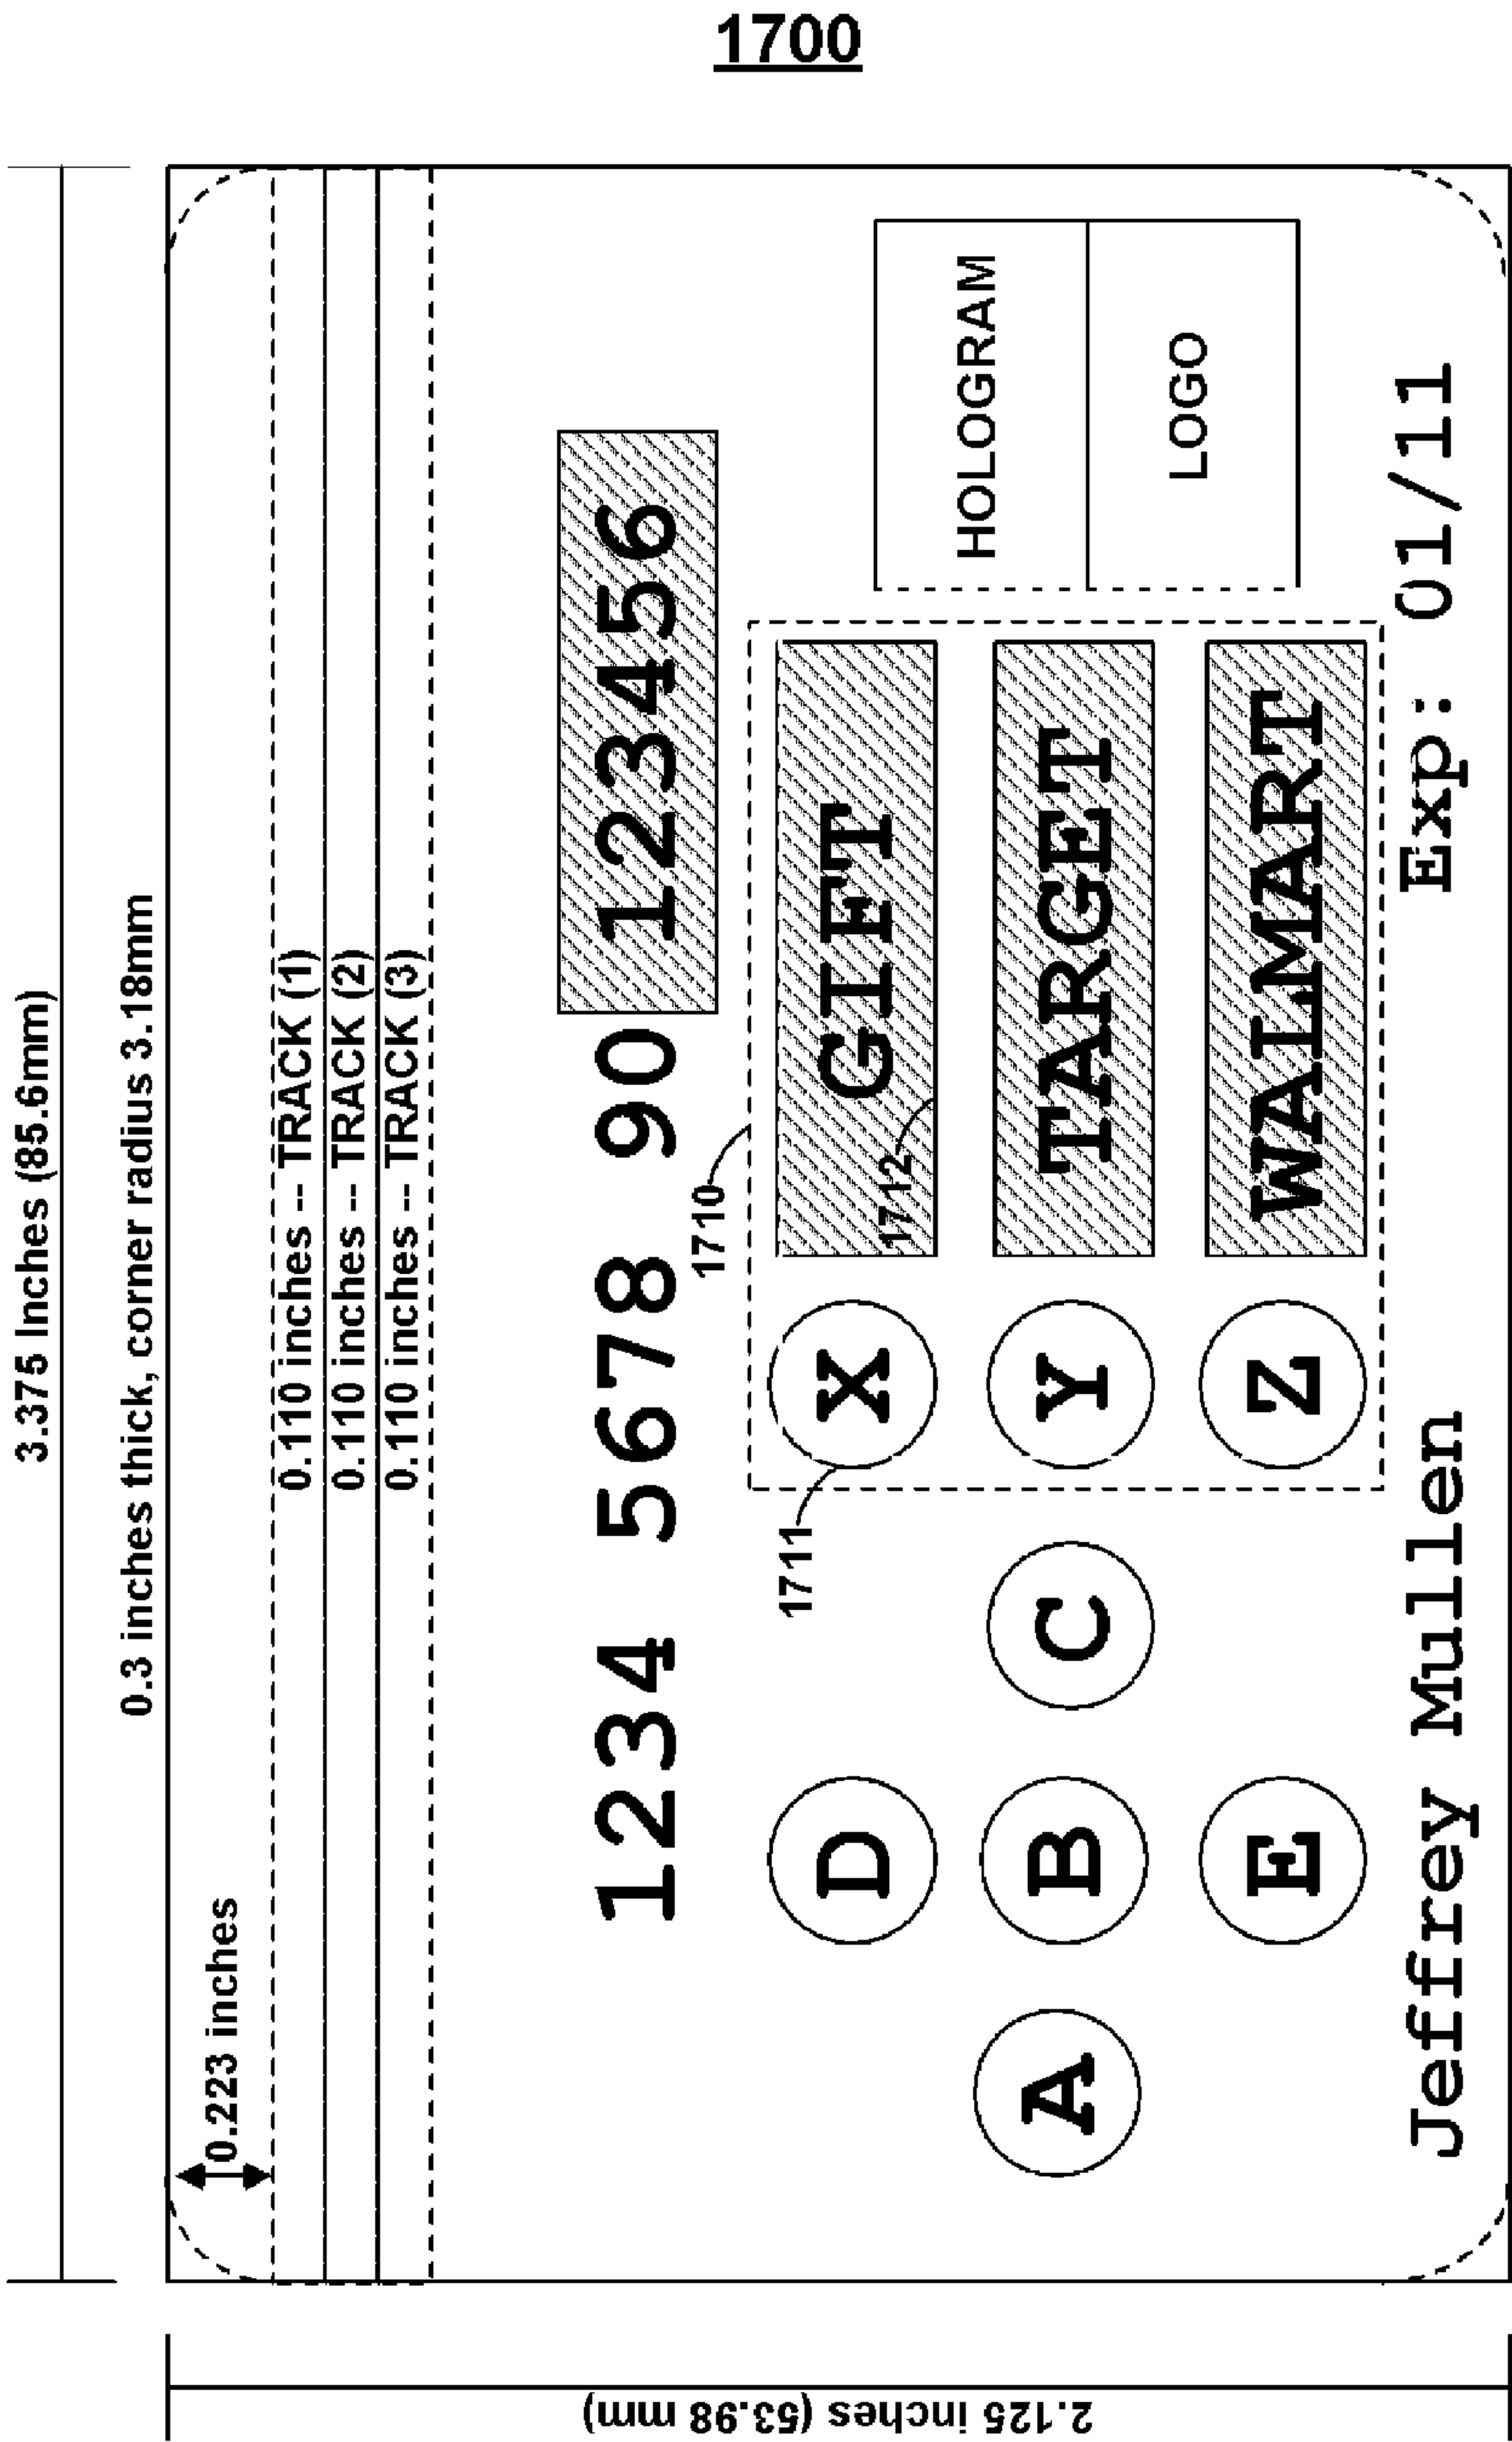 1700
3.375 Inches (85.6mm)
0.3 inches thick, corner radius 3.18mm
0.223 inches
0.110 inches -- TRACK (1)
0.110 inches -- TRACK (2)
0.110 inches -- TRACK (3)
1234 5678 90 123456
1710
1711
1712
D X GIFT
A B C Y TARGET
E Z WALMART
HOLOGRAM
LOGO
Jeffrey Mullen Exp: 01/11
2.125 inches (53.98 mm)